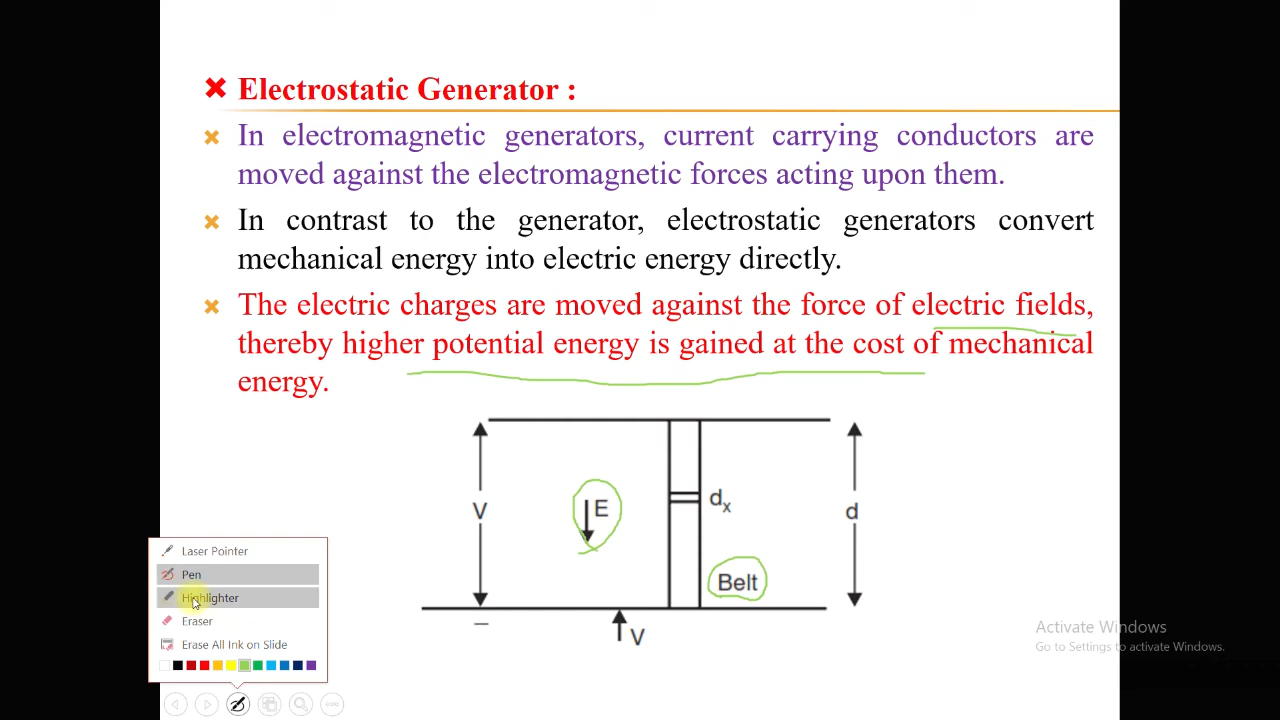 Electrostatic Generator :
In electromagnetic generators, current carrying conductors are
moved against the electromagnetic forces acting upon them.
In contrast to the generator, electrostatic generators convert
mechanical energy into electric energy directly.
The electric charges are moved against the force of electric fields,
thereby higher potential energy is gained at the cost of mechanical
energy.
V
E
dx
d
Belt
–
V
Laser Pointer
Pen
Highlighter
Eraser
Erase All Ink on Slide
Activate Windows
Go to Settings to activate Windows.